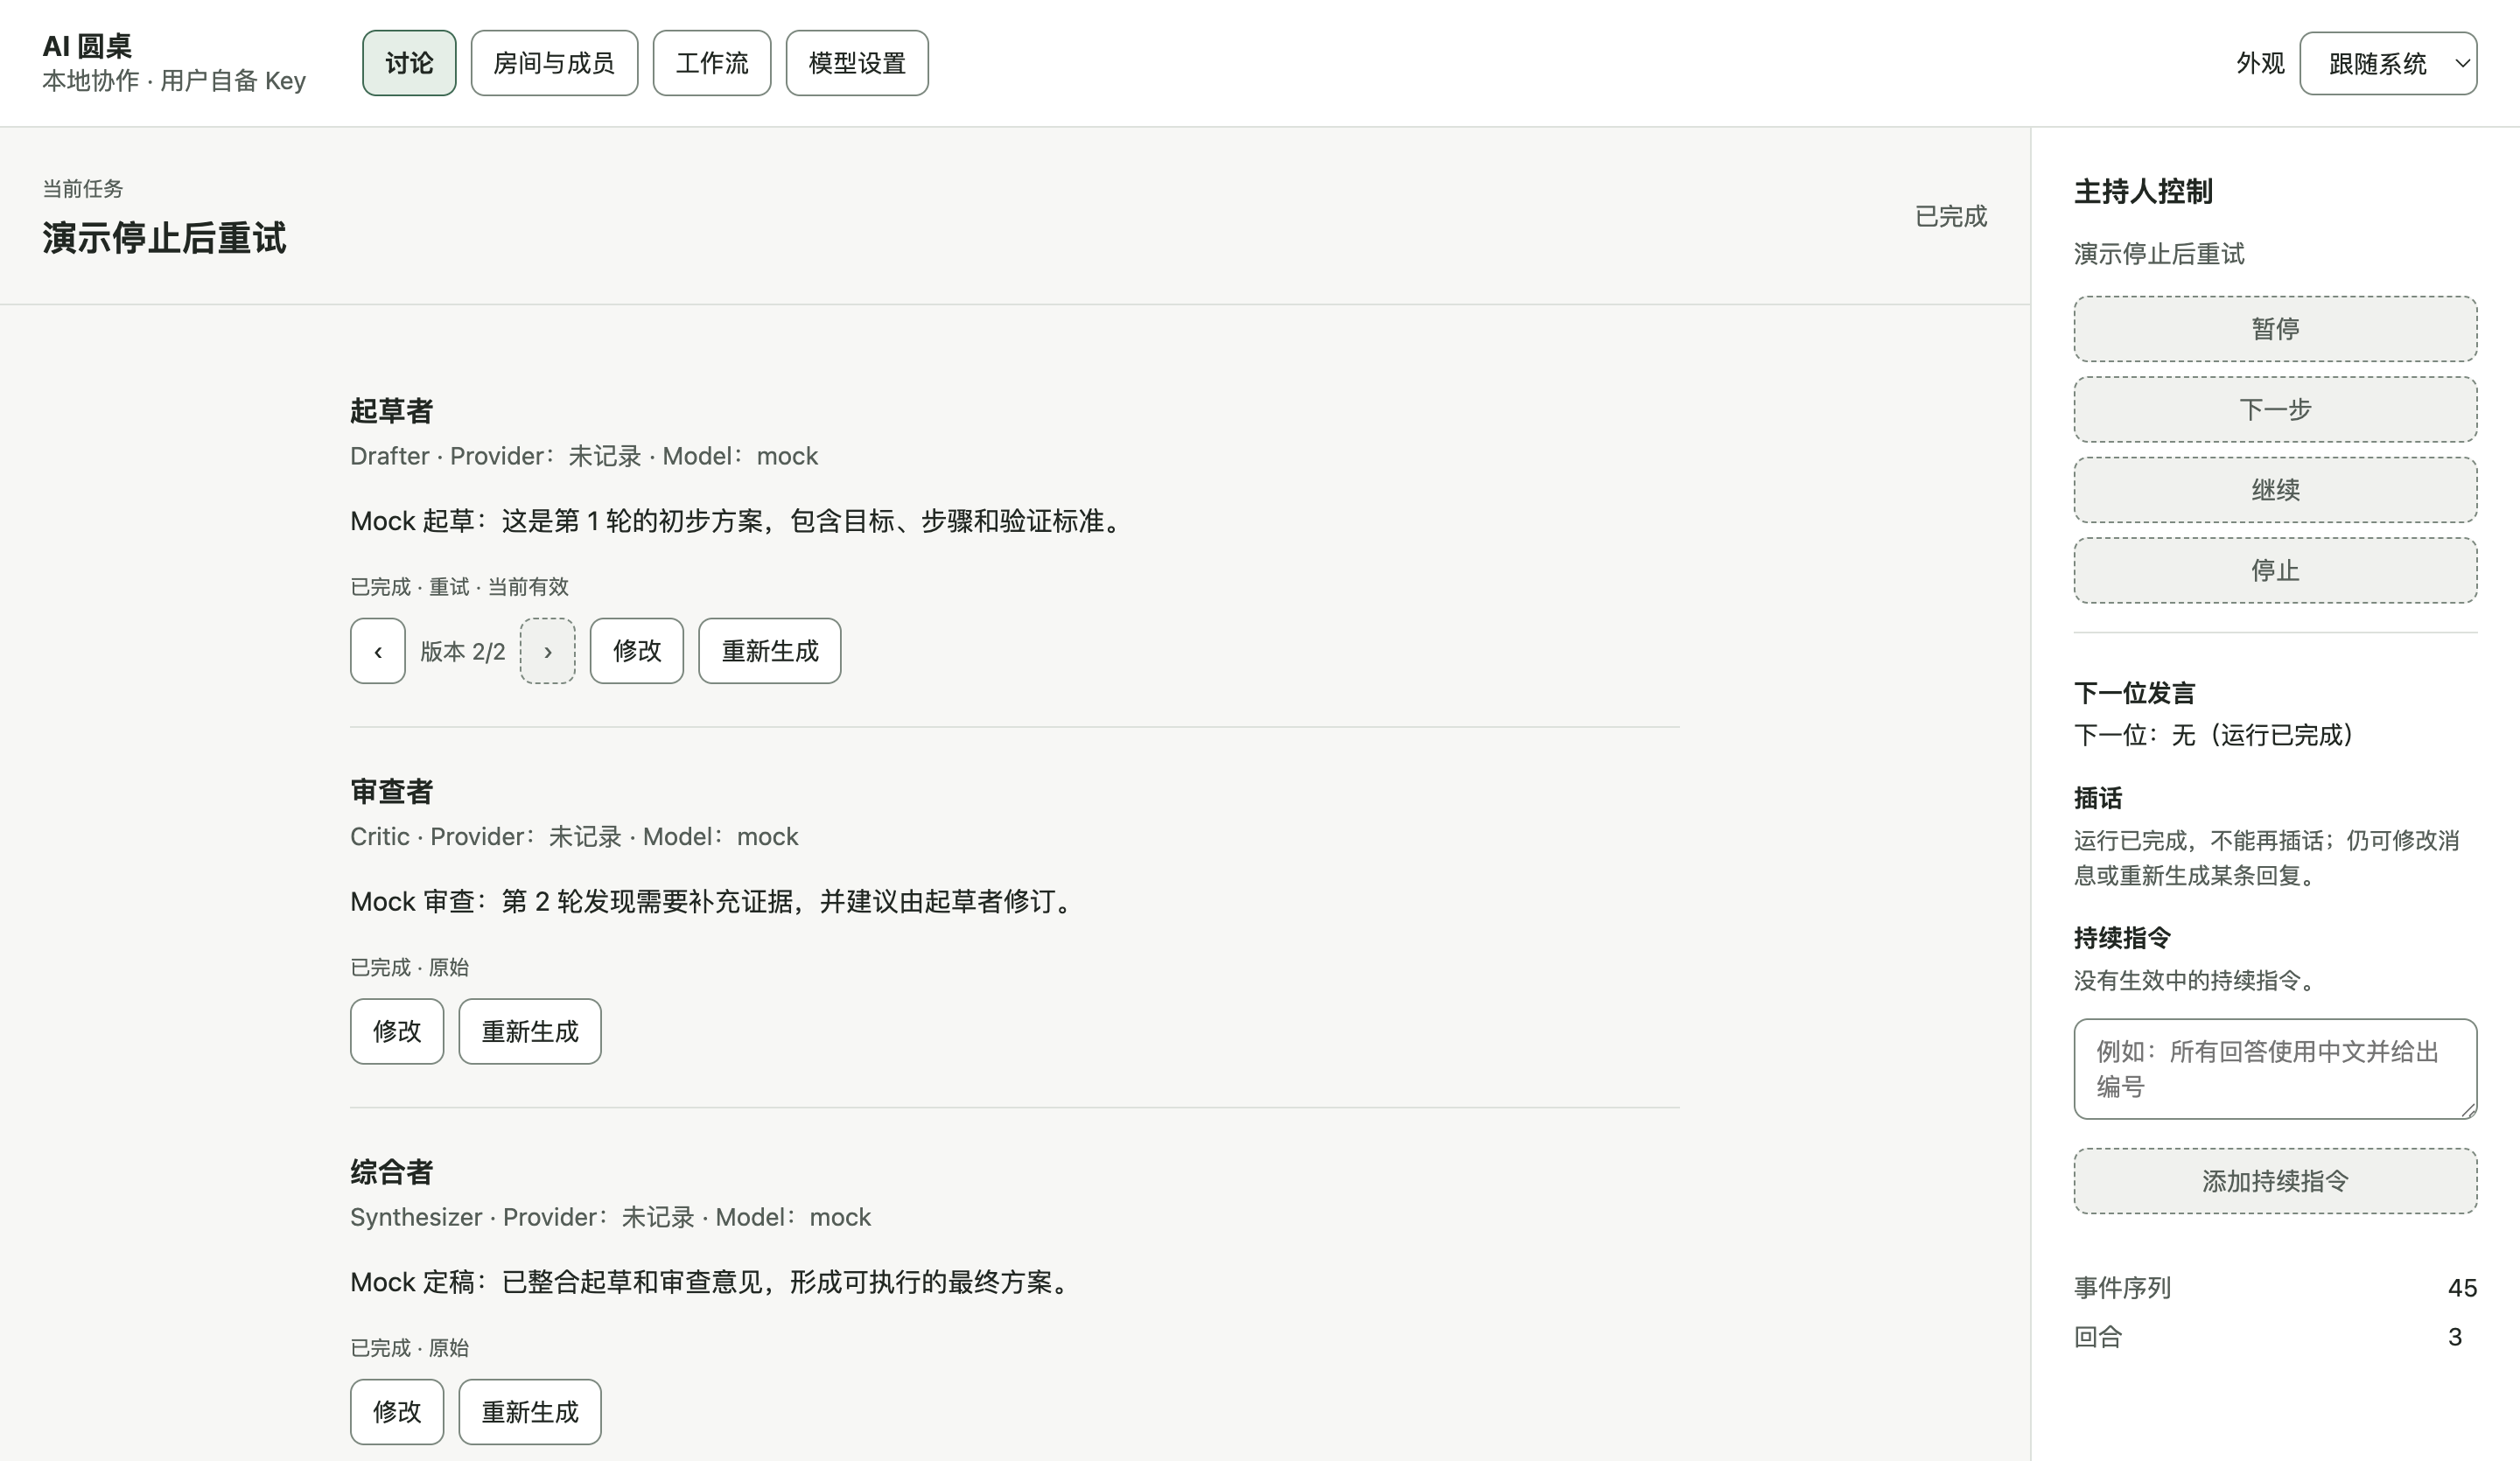 AI 圆桌
本地协作 · 用户自备 Key
讨论
房间与成员
工作流
模型设置
外观
跟随系统
当前任务
演示停止后重试
已完成
起草者
Drafter · Provider：未记录 · Model：mock
Mock 起草：这是第 1 轮的初步方案，包含目标、步骤和验证标准。
已完成 · 重试 · 当前有效
‹
版本 2/2
›
修改
重新生成
审查者
Critic · Provider：未记录 · Model：mock
Mock 审查：第 2 轮发现需要补充证据，并建议由起草者修订。
已完成 · 原始
修改
重新生成
综合者
Synthesizer · Provider：未记录 · Model：mock
Mock 定稿：已整合起草和审查意见，形成可执行的最终方案。
已完成 · 原始
修改
重新生成
主持人控制
演示停止后重试
暂停
下一步
继续
停止
下一位发言
下一位：无（运行已完成）
插话
运行已完成，不能再插话；仍可修改消
息或重新生成某条回复。
持续指令
没有生效中的持续指令。
例如：所有回答使用中文并给出
编号
添加持续指令
事件序列 45
回合 3